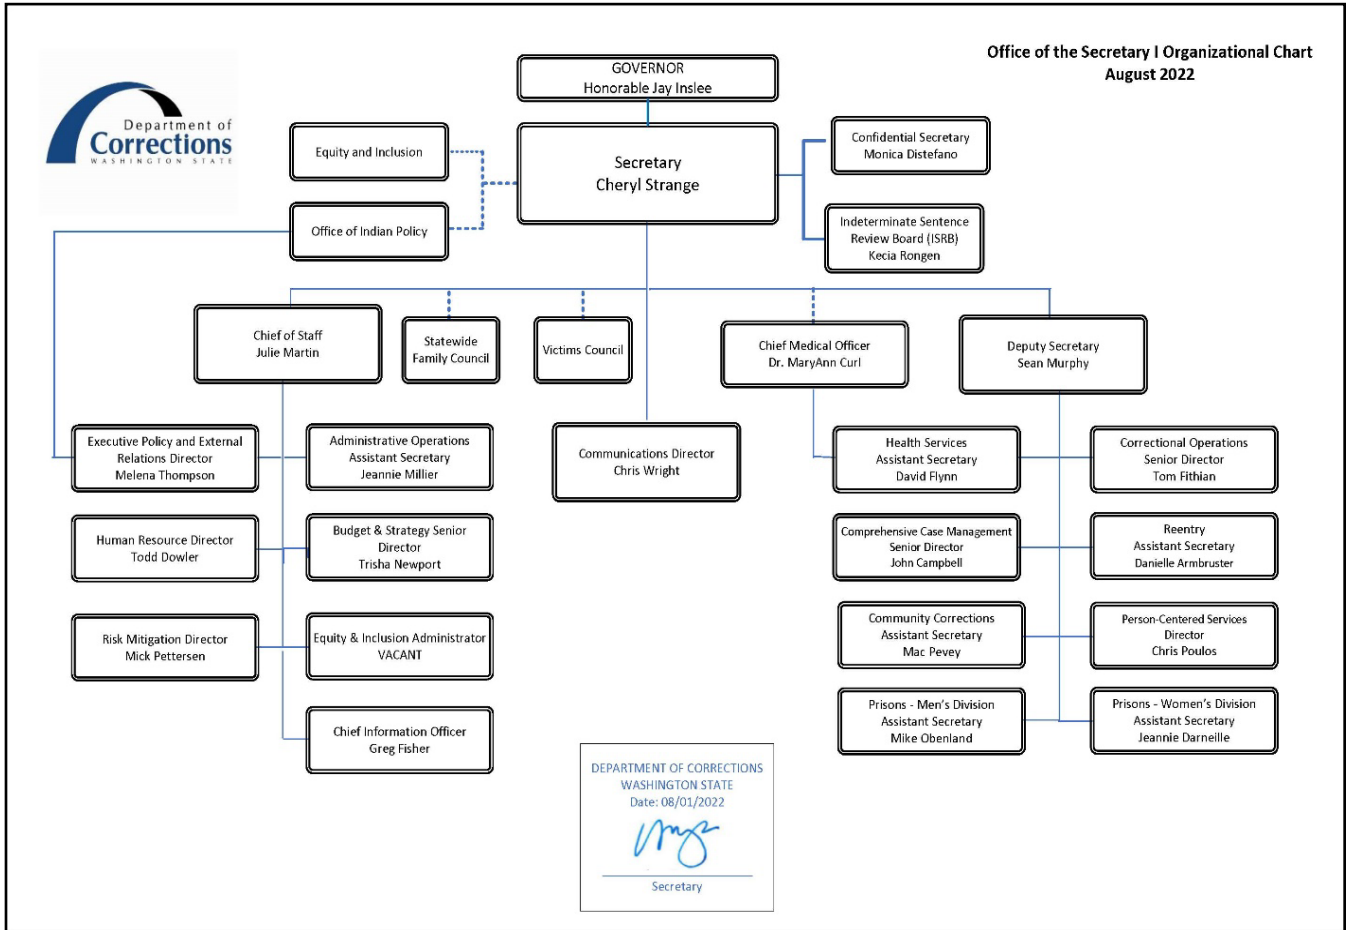 Office of the Secretary I Organizational Chart
August 2022
Department of
Corrections
WASHINGTON STATE
GOVERNOR
Honorable Jay Inslee
Equity and Inclusion
Secretary
Cheryl Strange
Confidential Secretary
Monica Distefano
Office of Indian Policy
Indeterminate Sentence
Review Board (ISRB)
Kecia Rongen
Chief of Staff
Julie Martin
Statewide
Family Council
Victims Council
Chief Medical Officer
Dr. MaryAnn Curl
Deputy Secretary
Sean Murphy
Executive Policy and External
Relations Director
Melena Thompson
Administrative Operations
Assistant Secretary
Jeannie Millier
Communications Director
Chris Wright
Health Services
Assistant Secretary
David Flynn
Correctional Operations
Senior Director
Tom Fithian
Human Resource Director
Todd Dowler
Budget & Strategy Senior
Director
Trisha Newport
Comprehensive Case Management
Senior Director
John Campbell
Reentry
Assistant Secretary
Danielle Armbruster
Risk Mitigation Director
Mick Pettersen
Equity & Inclusion Administrator
VACANT
Community Corrections
Assistant Secretary
Mac Pevey
Person-Centered Services
Director
Chris Poulos
Chief Information Officer
Greg Fisher
Prisons - Men's Division
Assistant Secretary
Mike Obenland
Prisons - Women's Division
Assistant Secretary
Jeannie Darneille
DEPARTMENT OF CORRECTIONS
WASHINGTON STATE
Date: 08/01/2022
Secretary